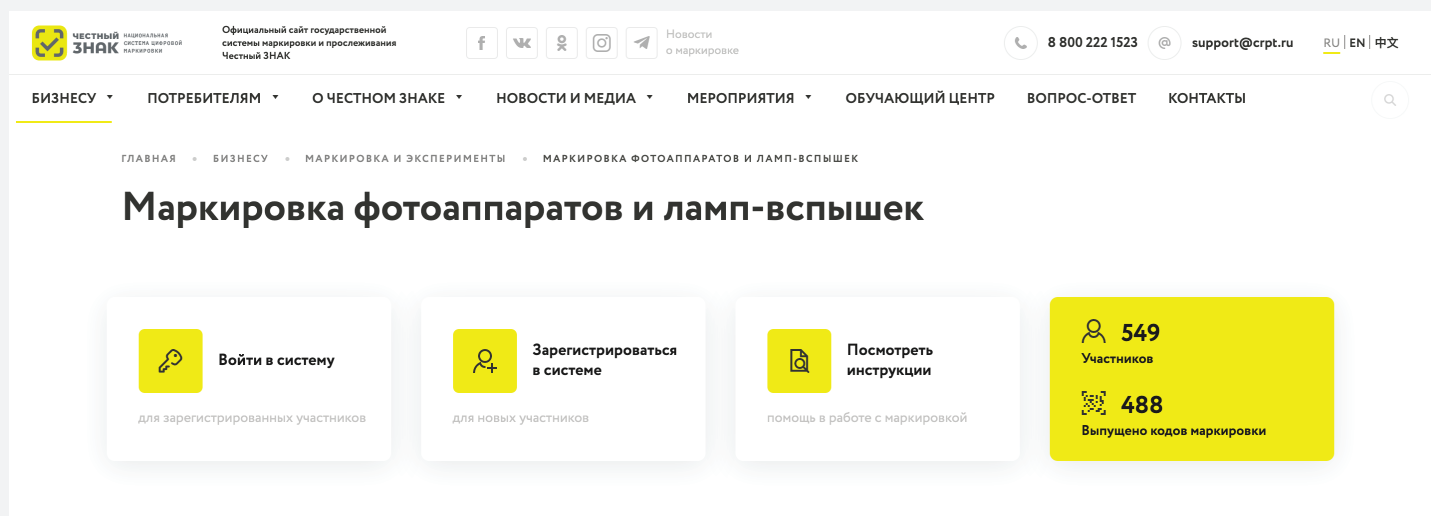 ЧЕСТНЫЙ
ЗНАК
НАЦИОНАЛЬНАЯ
СИСТЕМА ЦИФРОВОЙ
МАРКИРОВКИ
Официальный сайт государственной
системы маркировки и прослеживания
Честный ЗНАК
Новости
о маркировке
8 800 222 1523
@ support@crpt.ru
RU | EN | 中文
БИЗНЕСУ ПОТРЕБИТЕЛЯМ О ЧЕСТНОМ ЗНАКЕ НОВОСТИ И МЕДИА МЕРОПРИЯТИЯ ОБУЧАЮЩИЙ ЦЕНТР ВОПРОС-ОТВЕТ КОНТАКТЫ
ГЛАВНАЯ • БИЗНЕСУ • МАРКИРОВКА И ЭКСПЕРИМЕНТЫ • МАРКИРОВКА ФОТОАППАРАТОВ И ЛАМП-ВСПЫШЕК
Маркировка фотоаппаратов и ламп-вспышек
Войти в систему
для зарегистрированных участников
Зарегистрироваться
в системе
для новых участников
Посмотреть
инструкции
помощь в работе с маркировкой
549
Участников
488
Выпущено кодов маркировки